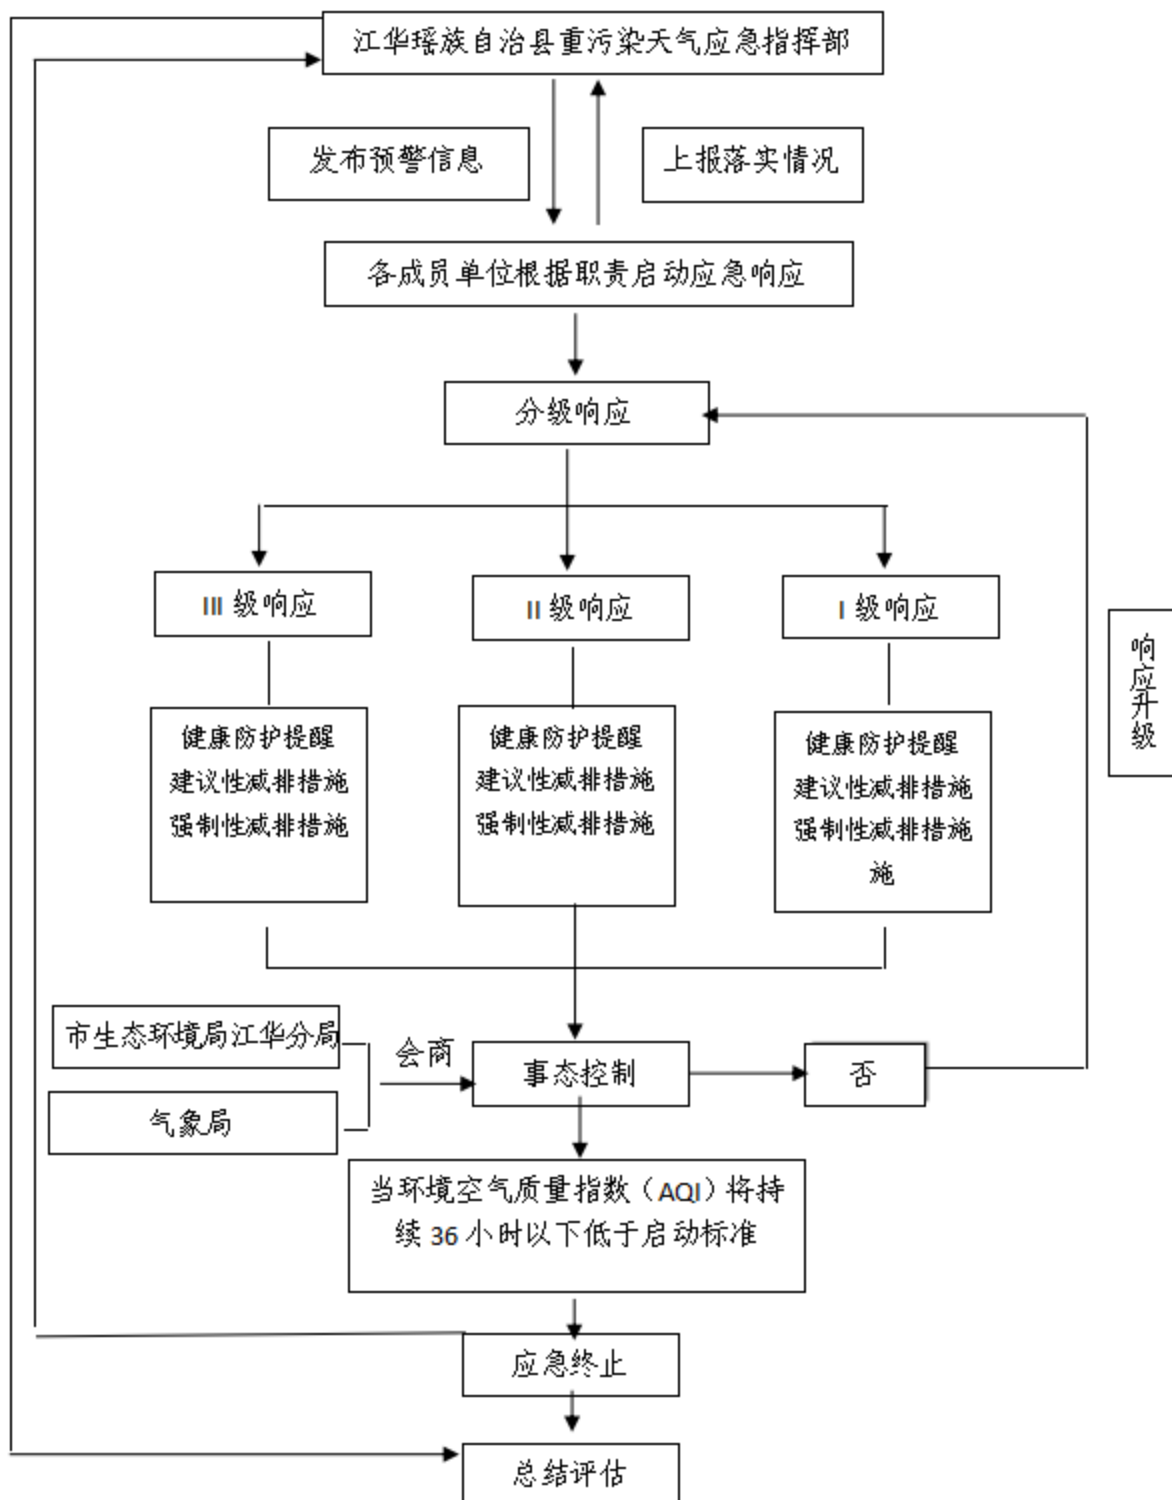 江华瑶族自治县重污染天气应急指挥部
发布预警信息
上报落实情况
各成员单位根据职责启动应急响应
分级响应
III 级响应
II 级响应
I 级响应
响应升级
健康防护提醒
建议性减排措施
强制性减排措施
健康防护提醒
建议性减排措施
强制性减排措施
健康防护提醒
建议性减排措施
强制性减排措施
施
市生态环境局江华分局
会商
事态控制
否
气象局
当环境空气质量指数（AQI）将持
续 36 小时以下低于启动标准
应急终止
总结评估